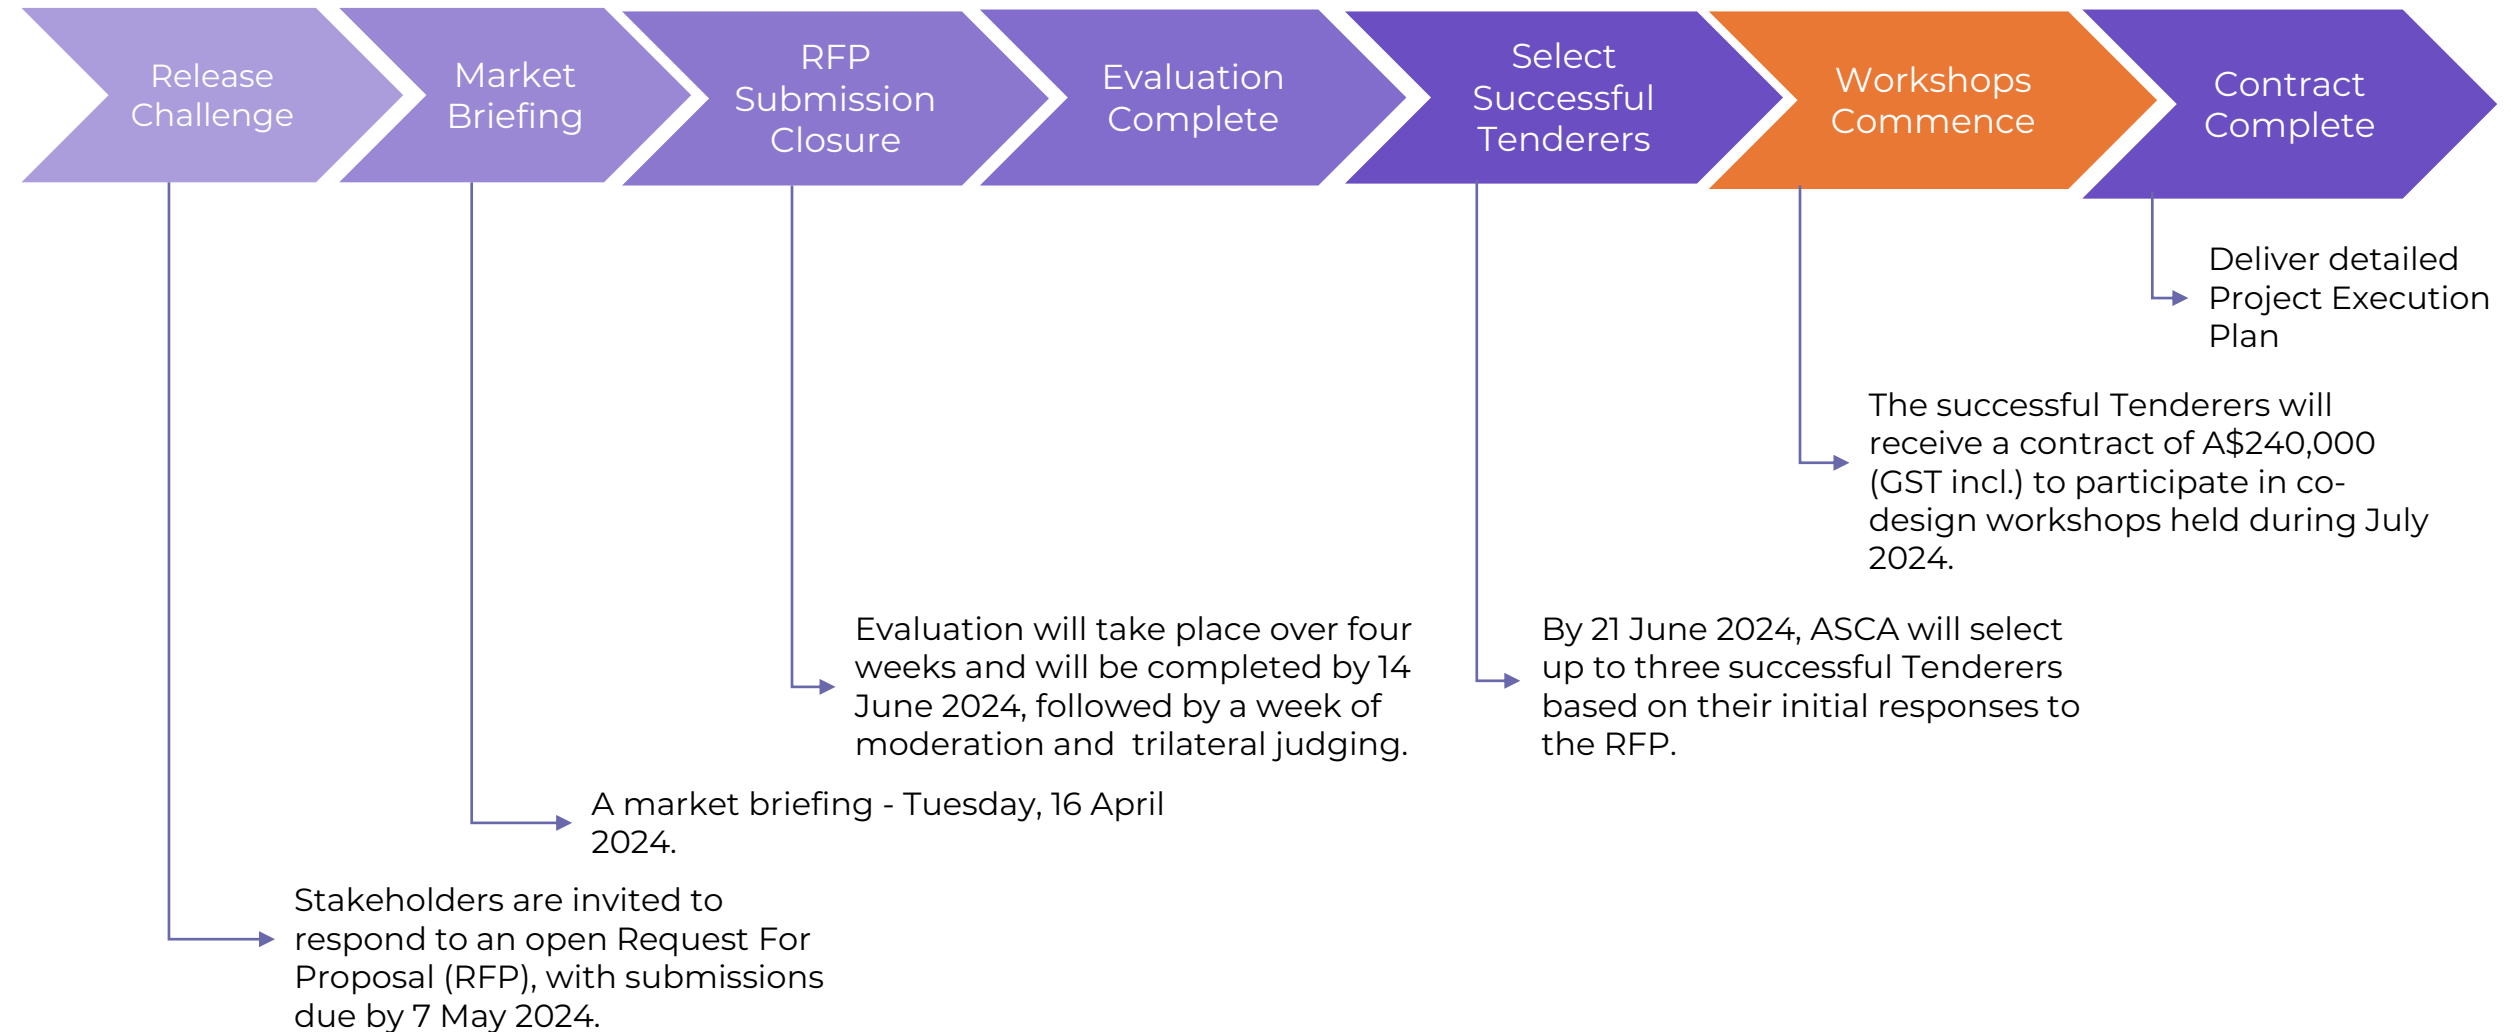 Release
Challenge
Market
Briefing
RFP
Submission
Closure
Evaluation
Complete
Select
Successful
Tenderers
Workshops
Commence
Contract
Complete
Deliver detailed
Project Execution
Plan
The successful Tenderers will
receive a contract of A$240,000
(GST incl.) to participate in co-
design workshops held during July
2024.
Evaluation will take place over four
weeks and will be completed by 14
June 2024, followed by a week of
moderation and  trilateral judging.
By 21 June 2024, ASCA will select
up to three successful Tenderers
based on their initial responses to
the RFP.
A market briefing - Tuesday, 16 April
2024.
Stakeholders are invited to
respond to an open Request For
Proposal (RFP), with submissions
due by 7 May 2024.